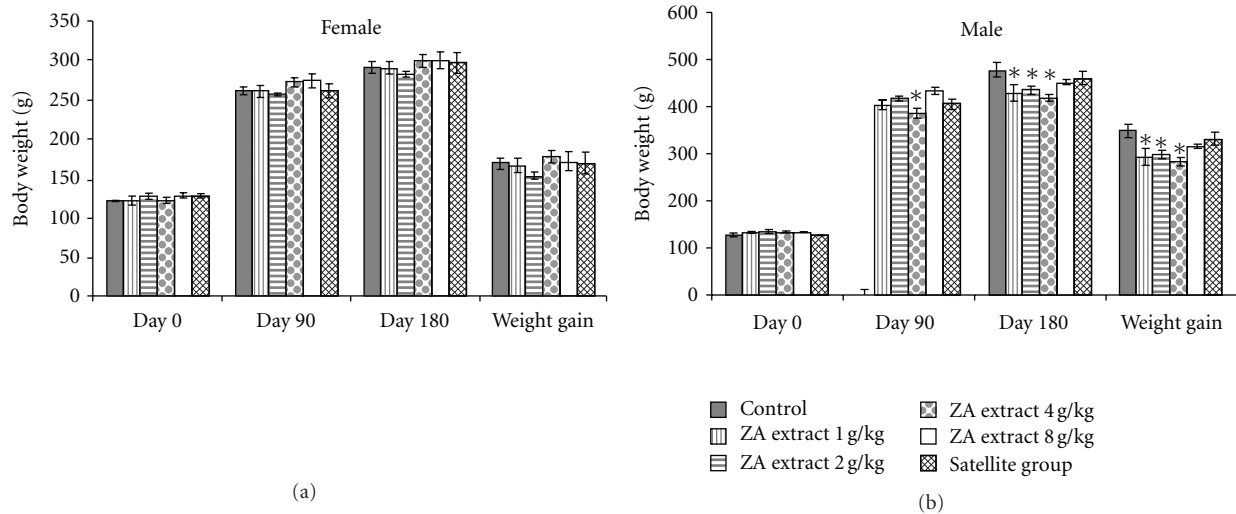 Female
350
300
250
200
150
100
50
0
Body weight (g)
Day 0 Day 90 Day 180 Weight gain
(a)
Male
600
500
400
300
200
100
0
Body weight (g)
*
* * *
* * *
Day 0 Day 90 Day 180 Weight gain
Control
ZA extract 1 g/kg
ZA extract 2 g/kg
ZA extract 4 g/kg
ZA extract 8 g/kg
Satellite group
(b)